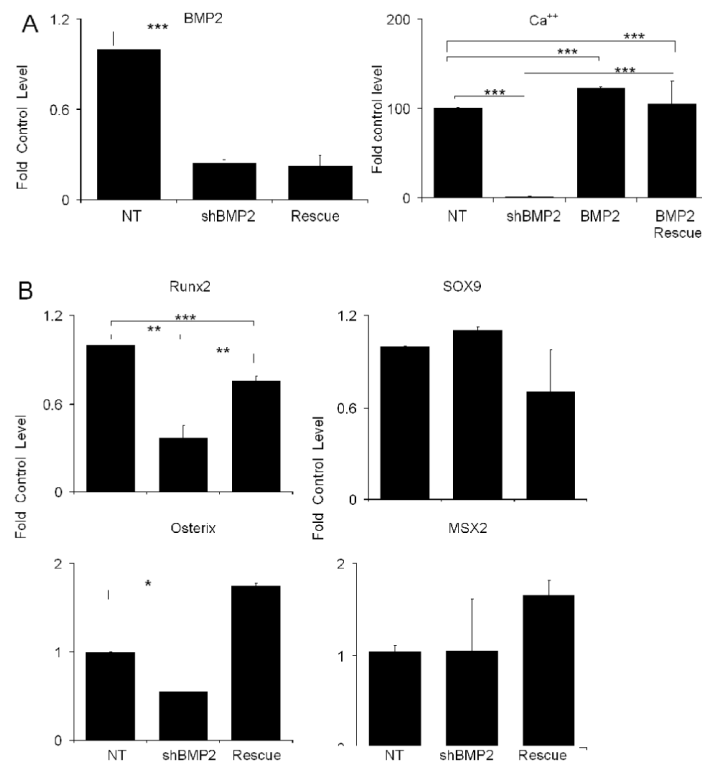 A
BMP2
***
1.2
0.6
0
Fold Control Level
NT shBMP2 Rescue
Ca++
200
100
0
Fold control level
***
***
***
***
NT shBMP2 BMP2 BMP2
Rescue
B
Runx2
1.2
0.6
0
***
**
**
SOX9
1.2
0.6
0
Fold Control Level
Fold Control Level
Osterix
2
1
0
*
NT shBMP2 Rescue
MSX2
2
1
NT shBMP2 Rescue